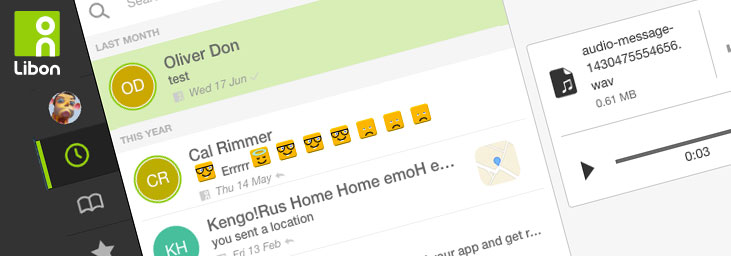 Libon
LAST MONTH
OD
Oliver Don
test
Wed 17 Jun
THIS YEAR
CR
Cal Rimmer
Errrrr
Thu 14 May
KH
Kengo!Rus Home Home emoH e...
you sent a location
Fri 13 Feb
your app and get r...
audio-message-
1430475554656.
wav
0.61 MB
0:03